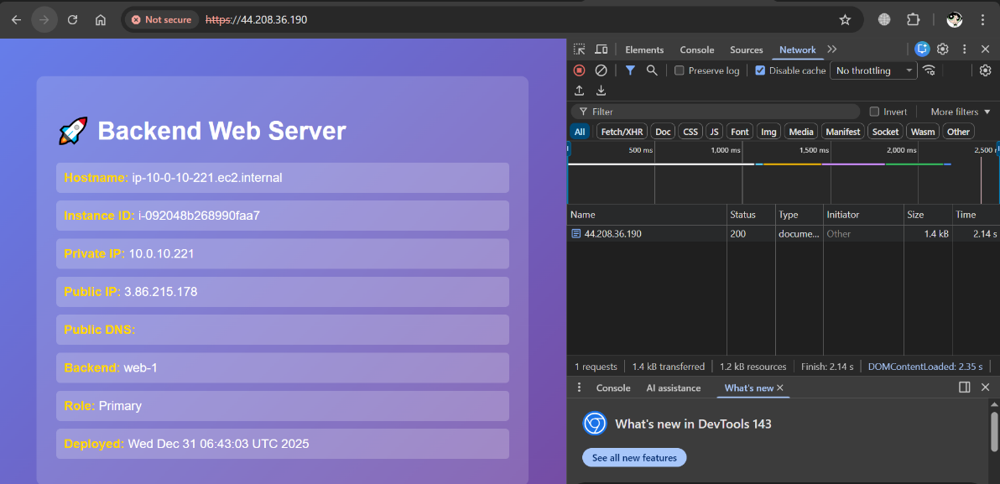 Not secure https://44.208.36.190
Backend Web Server
Hostname: ip-10-0-10-221.ec2.internal
Instance ID: i-092048b268990faa7
Private IP: 10.0.10.221
Public IP: 3.86.215.178
Public DNS:
Backend: web-1
Role: Primary
Deployed: Wed Dec 31 06:43:03 UTC 2025
Elements Console Sources Network
Preserve log Disable cache No throttling
Filter Invert More filters
All Fetch/XHR Doc CSS JS Font Img Media Manifest Socket Wasm Other
500 ms 1,000 ms 1,500 ms 2,000 ms 2,500
Name Status Type Initiator Size Time
44.208.36.190 200 docume... Other 1.4 kB 2.14 s
1 requests 1.4 kB transferred 1.2 kB resources Finish: 2.14 s DOMContentLoaded: 2.35 s
Console AI assistance What's new
What's new in DevTools 143
See all new features